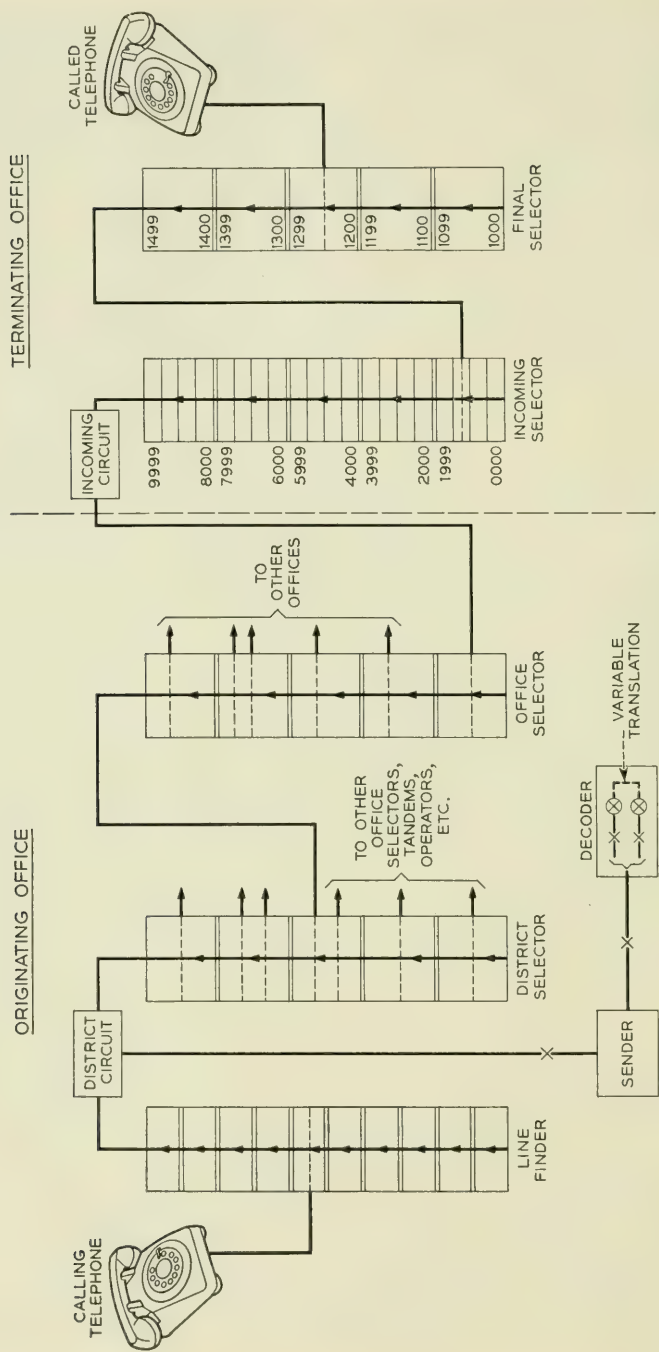 ORIGINATING OFFICE
TERMINATING OFFICE
CALLING
TELEPHONE
LINE
FINDER
DISTRICT
CIRCUIT
SENDER
DISTRICT
SELECTOR
TO OTHER
OFFICE
SELECTORS,
TANDEMS,
OPERATORS,
ETC.
DECODER
VARIABLE
TRANSLATION
OFFICE
SELECTOR
TO
OTHER
OFFICES
INCOMING
CIRCUIT
9999
8000
7999
6000
5999
4000
3999
2000
1999
0000
INCOMING
SELECTOR
1499
1400
1399
1300
1299
1200
1199
1100
1099
1000
FINAL
SELECTOR
CALLED
TELEPHONE